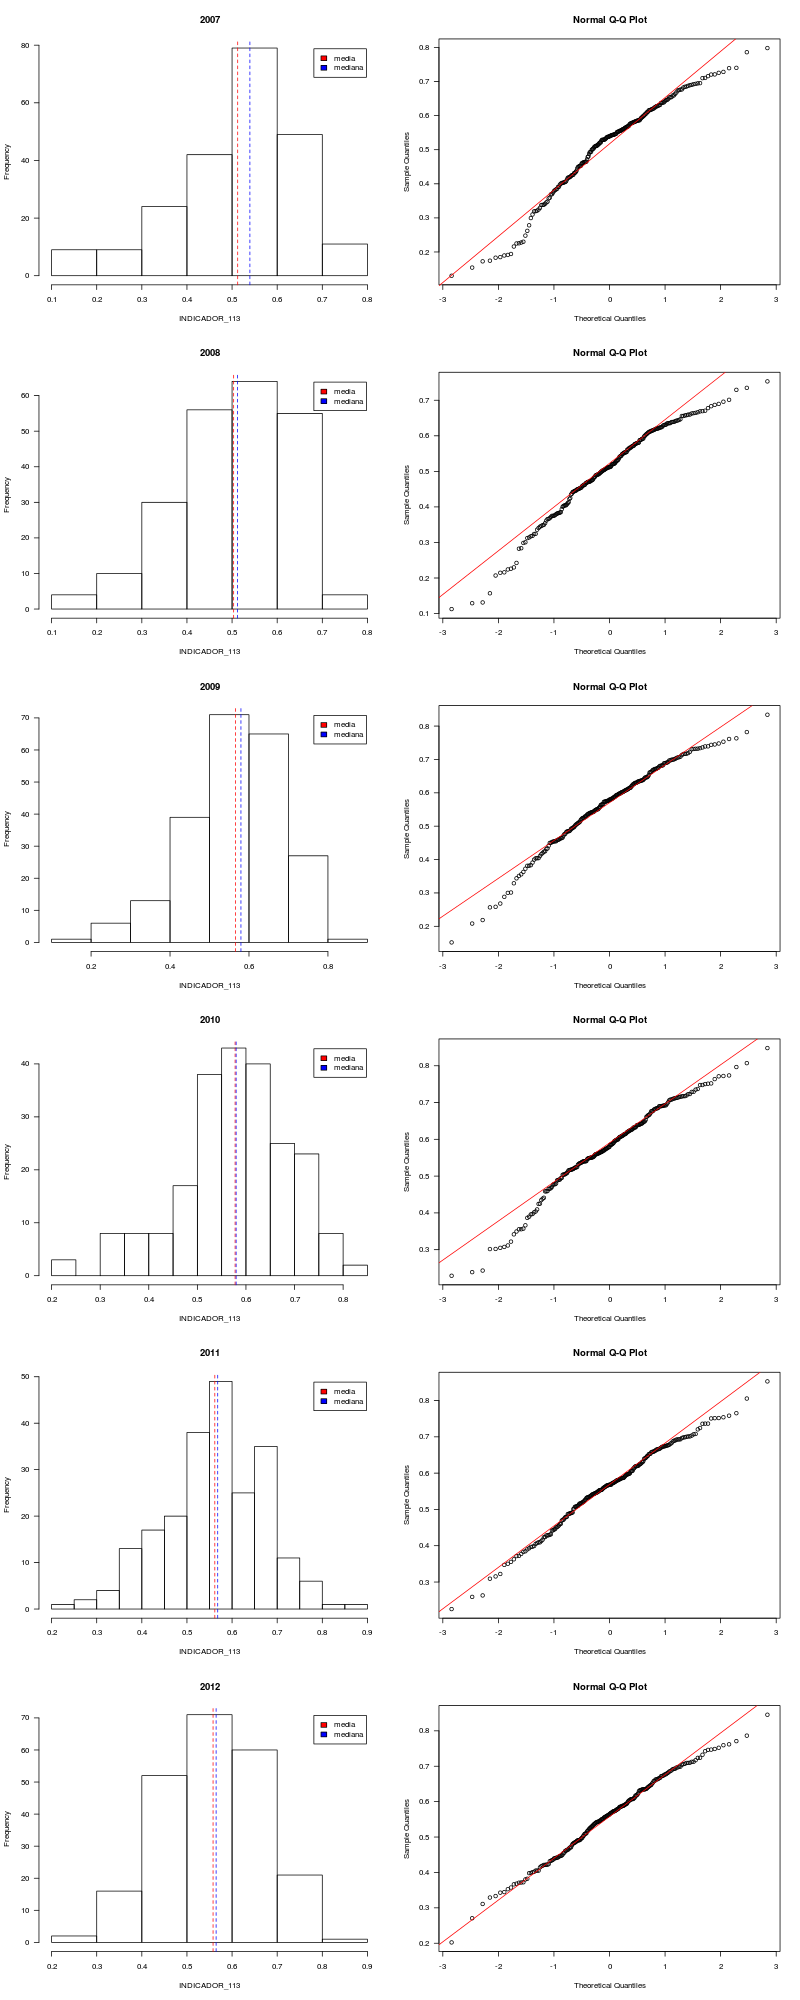 2007
80
60
40
20
0
Frequency
media
mediana
0.1 0.2 0.3 0.4 0.5 0.6 0.7 0.8
INDICADOR_113
Normal Q-Q Plot
0.8
0.7
0.6
0.5
0.4
0.3
0.2
Sample Quantiles
-3 -2 -1 0 1 2 3
Theoretical Quantiles
2008
60
50
40
30
20
10
0
Frequency
media
mediana
0.1 0.2 0.3 0.4 0.5 0.6 0.7 0.8
INDICADOR_113
Normal Q-Q Plot
0.7
0.6
0.5
0.4
0.3
0.2
0.1
Sample Quantiles
-3 -2 -1 0 1 2 3
Theoretical Quantiles
2009
70
60
50
40
30
20
10
0
Frequency
media
mediana
0.2 0.4 0.6 0.8
INDICADOR_113
Normal Q-Q Plot
0.8
0.7
0.6
0.5
0.4
0.3
0.2
Sample Quantiles
-3 -2 -1 0 1 2 3
Theoretical Quantiles
2010
40
30
20
10
0
Frequency
media
mediana
0.2 0.3 0.4 0.5 0.6 0.7 0.8
INDICADOR_113
Normal Q-Q Plot
0.8
0.7
0.6
0.5
0.4
0.3
Sample Quantiles
-3 -2 -1 0 1 2 3
Theoretical Quantiles
2011
50
40
30
20
10
0
Frequency
media
mediana
0.2 0.3 0.4 0.5 0.6 0.7 0.8 0.9
INDICADOR_113
Normal Q-Q Plot
0.8
0.7
0.6
0.5
0.4
0.3
Sample Quantiles
-3 -2 -1 0 1 2 3
Theoretical Quantiles
2012
70
60
50
40
30
20
10
0
Frequency
media
mediana
0.2 0.3 0.4 0.5 0.6 0.7 0.8 0.9
INDICADOR_113
Normal Q-Q Plot
0.8
0.7
0.6
0.5
0.4
0.3
0.2
Sample Quantiles
-3 -2 -1 0 1 2 3
Theoretical Quantiles